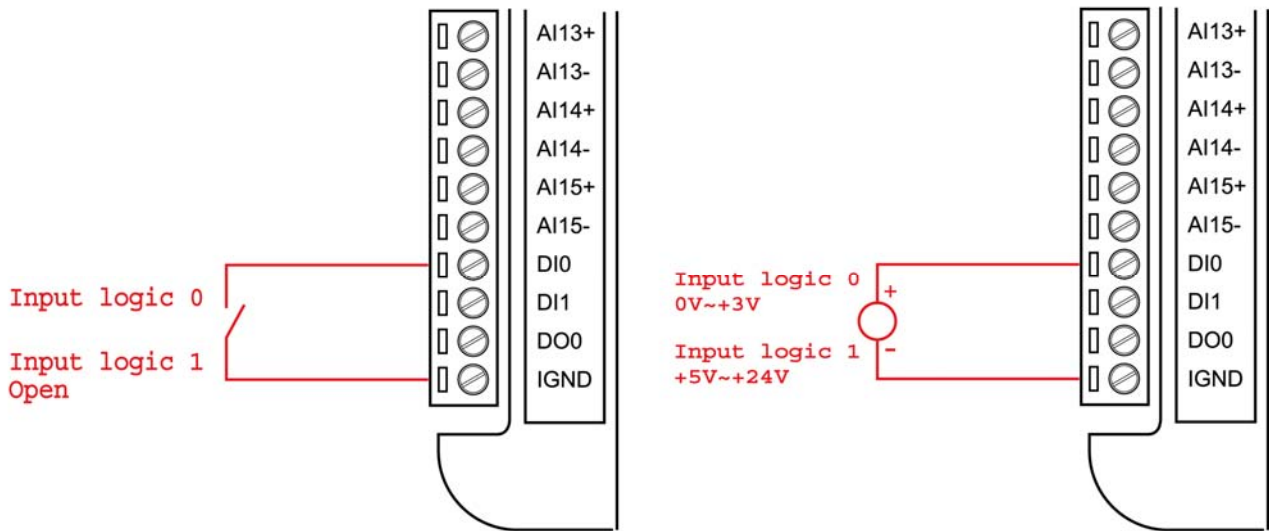 AI13+
AI13-
AI14+
AI14-
AI15+
AI15-
DI0
DI1
DO0
IGND
Input logic 0
Input logic 1
Open
AI13+
AI13-
AI14+
AI14-
AI15+
AI15-
DI0
DI1
DO0
IGND
Input logic 0
0V~+3V
+
-
Input logic 1
+5V~+24V